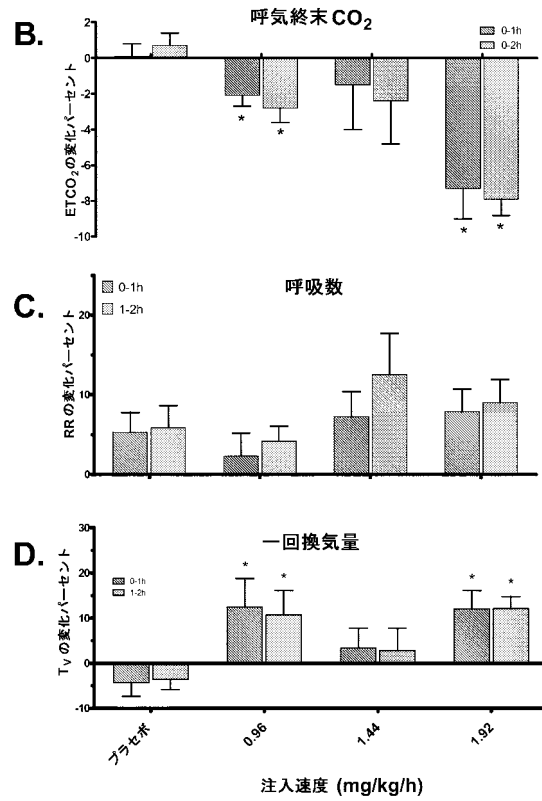 B.
呼気終末CO2
0-1h
0-2h
2
0
-2
-4
-6
-8
-10
* * * *
ETCO2の変化パーセント
C.
呼吸数
0-1h
1-2h
20
10
0
RRの変化パーセント
D.
一回換気量
0-1h
1-2h
30
20
10
0
-10
* * * *
TVの変化パーセント
プラセボ 0.96 1.44 1.92
注入速度 (mg/kg/h)